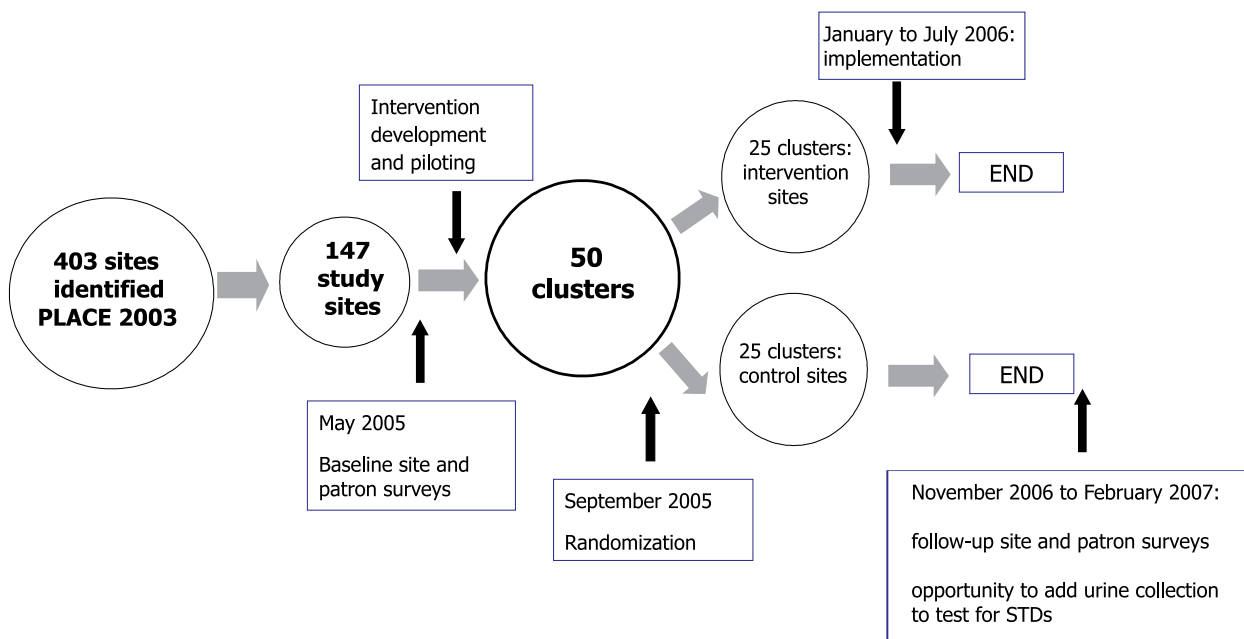 403 sites
identified
PLACE 2003
147
study
sites
Intervention
development
and piloting
May 2005
Baseline site and
patron surveys
50
clusters
September 2005
Randomization
25 clusters:
intervention
sites
January to July 2006:
implementation
END
25 clusters:
control sites
END
November 2006 to February 2007:
follow-up site and patron surveys
opportunity to add urine collection
to test for STDs